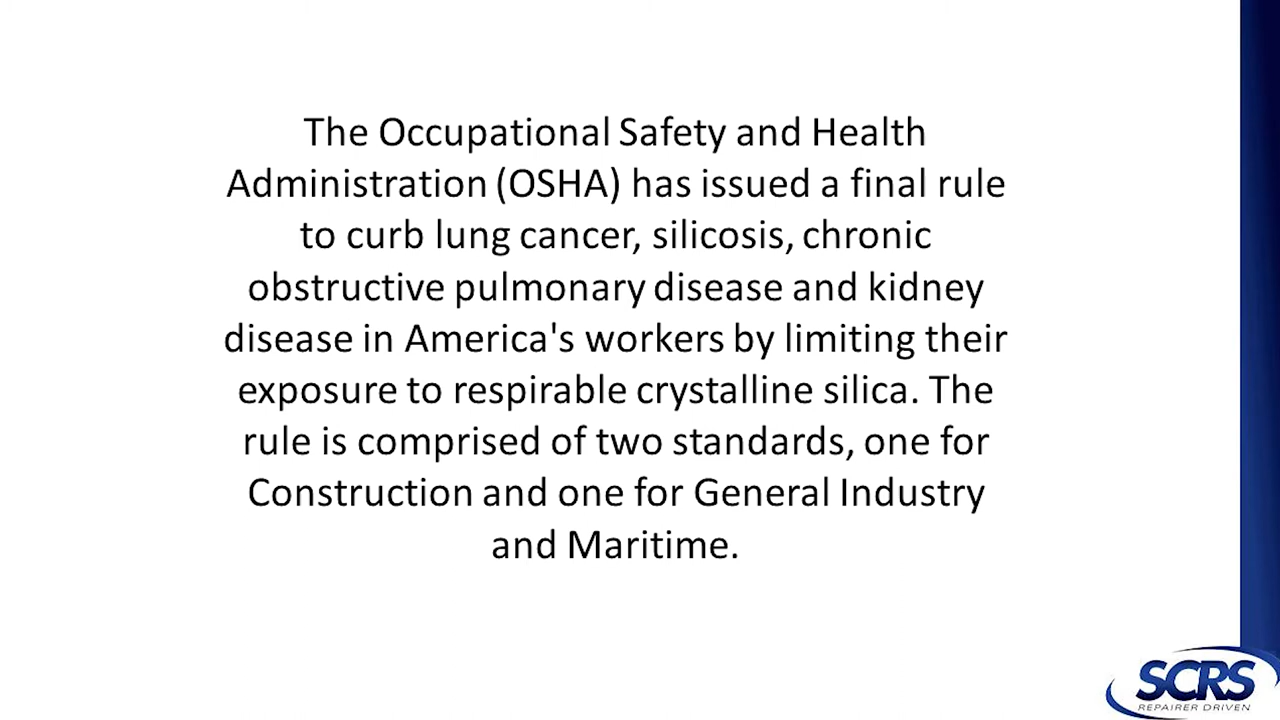 The Occupational Safety and Health
Administration (OSHA) has issued a final rule
to curb lung cancer, silicosis, chronic
obstructive pulmonary disease and kidney
disease in America's workers by limiting their
exposure to respirable crystalline silica. The
rule is comprised of two standards, one for
Construction and one for General Industry
and Maritime.
SCRS
REPAIRER DRIVEN